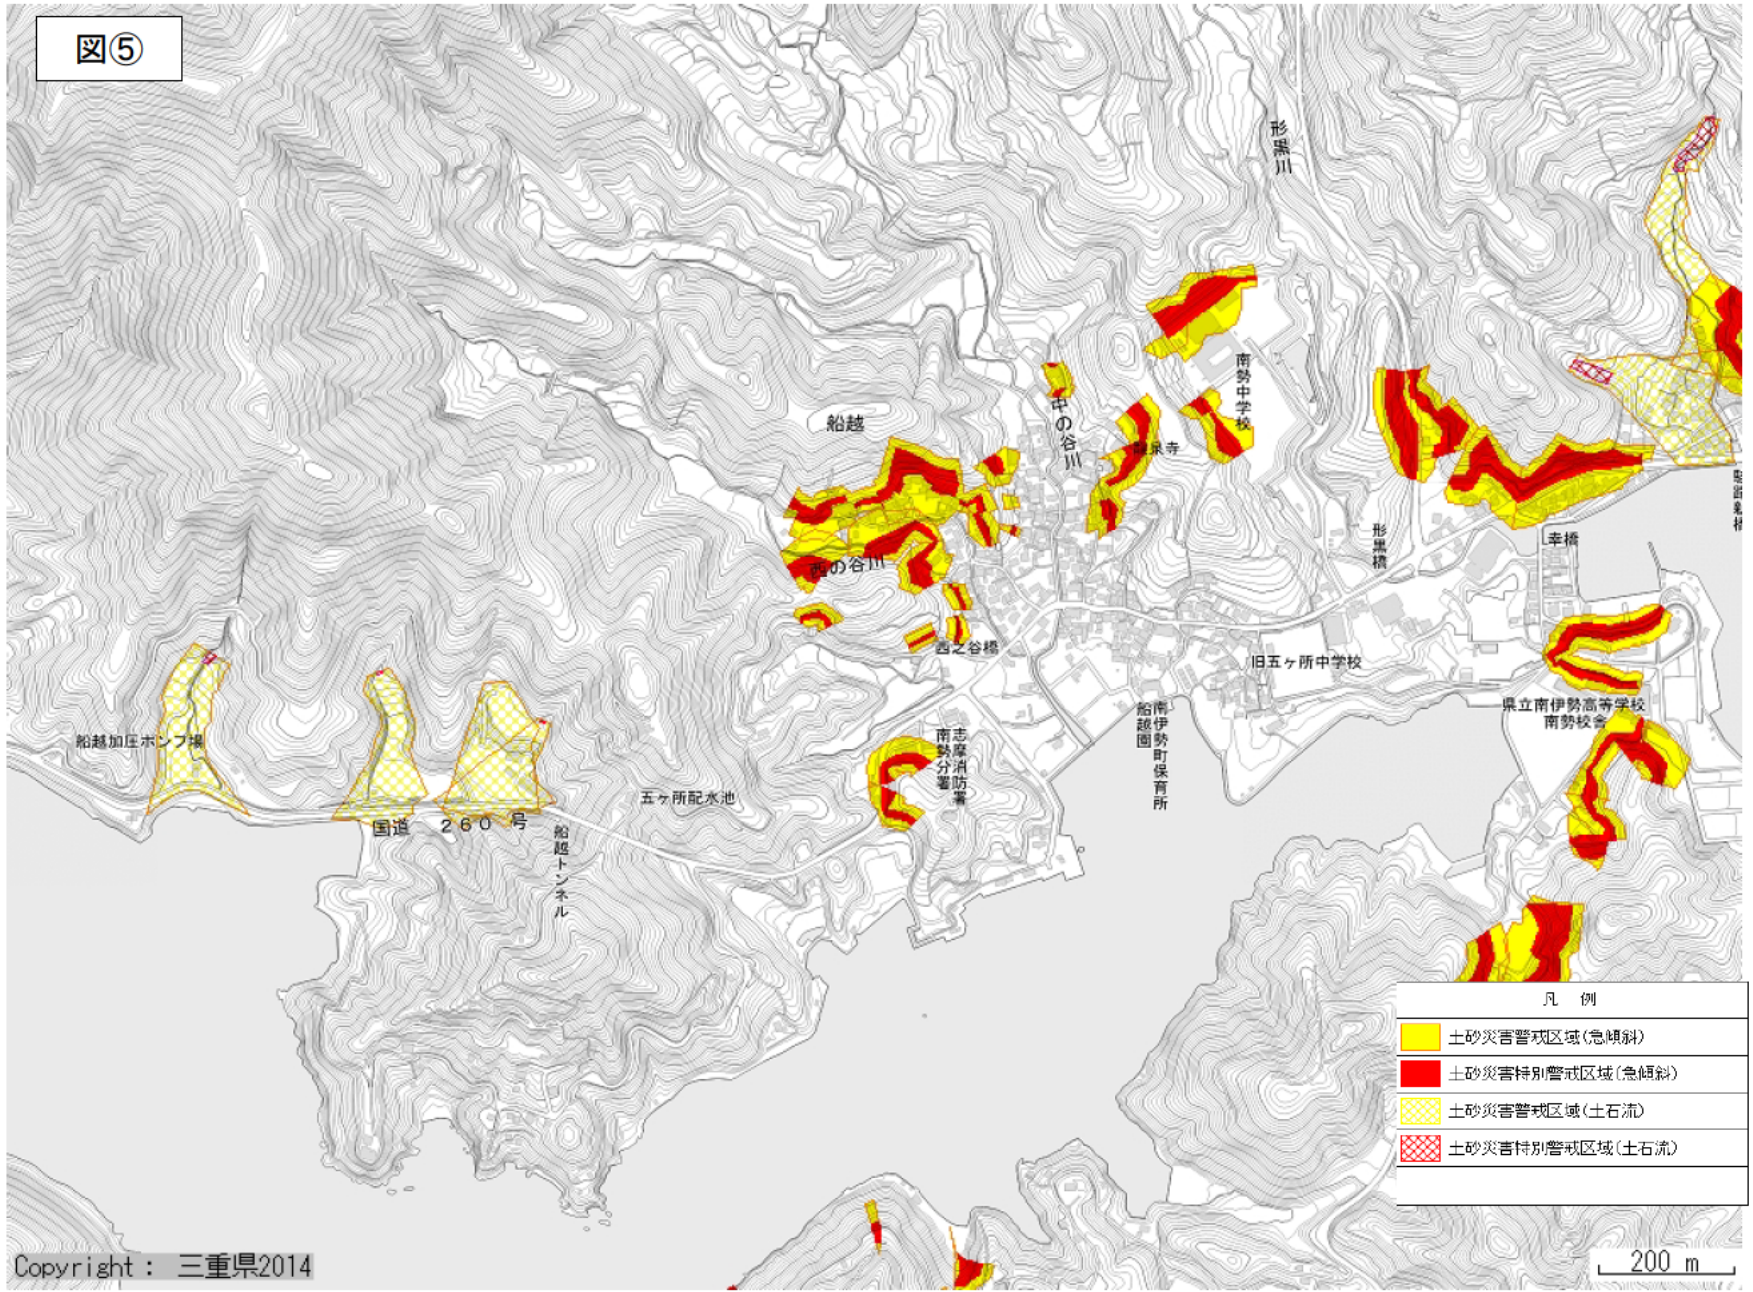 図⑤
形黒川
南勢中学校
船越
中の谷川
観泉寺
形黒橋
幸橋
西の谷川
西之谷橋
旧五ヶ所中学校
県立南伊勢高等学校
南勢校舎
南伊勢町保育所
船越園
志摩消防署
南勢分署
船越加圧ポンプ場
五ヶ所配水池
国道 260 号
船越トンネル
凡 例
土砂災害警戒区域(急傾斜)
土砂災害特別警戒区域(急傾斜)
土砂災害警戒区域(土石流)
土砂災害特別警戒区域(土石流)
Copyright : 三重県2014
200 m